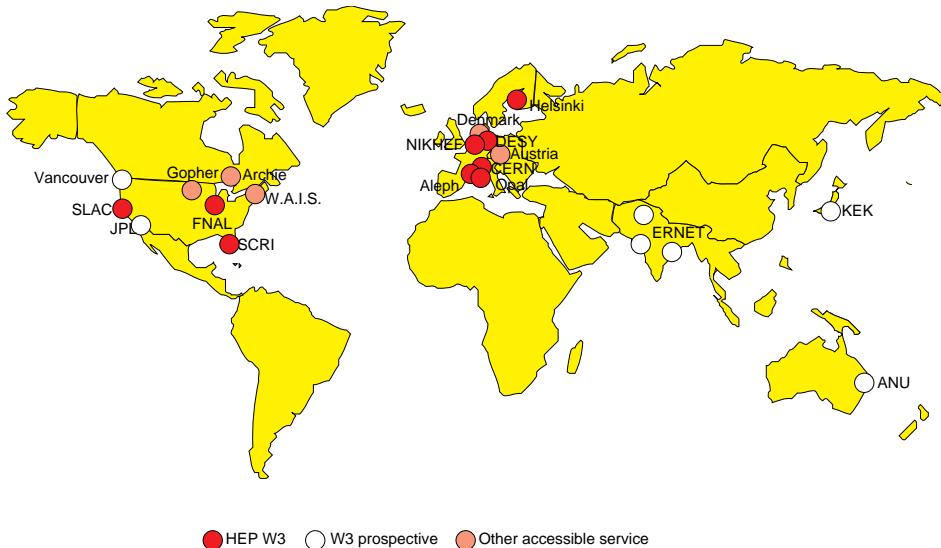 Helsinki
Denmark
NIKHEF
DESY
Austria
CERN
Aleph
Opal
Vancouver
Gopher
Archie
W.A.I.S.
SLAC
FNAL
JPL
SCRI
ERNET
KEK
ANU
HEP W3
W3 prospective
Other accessible service